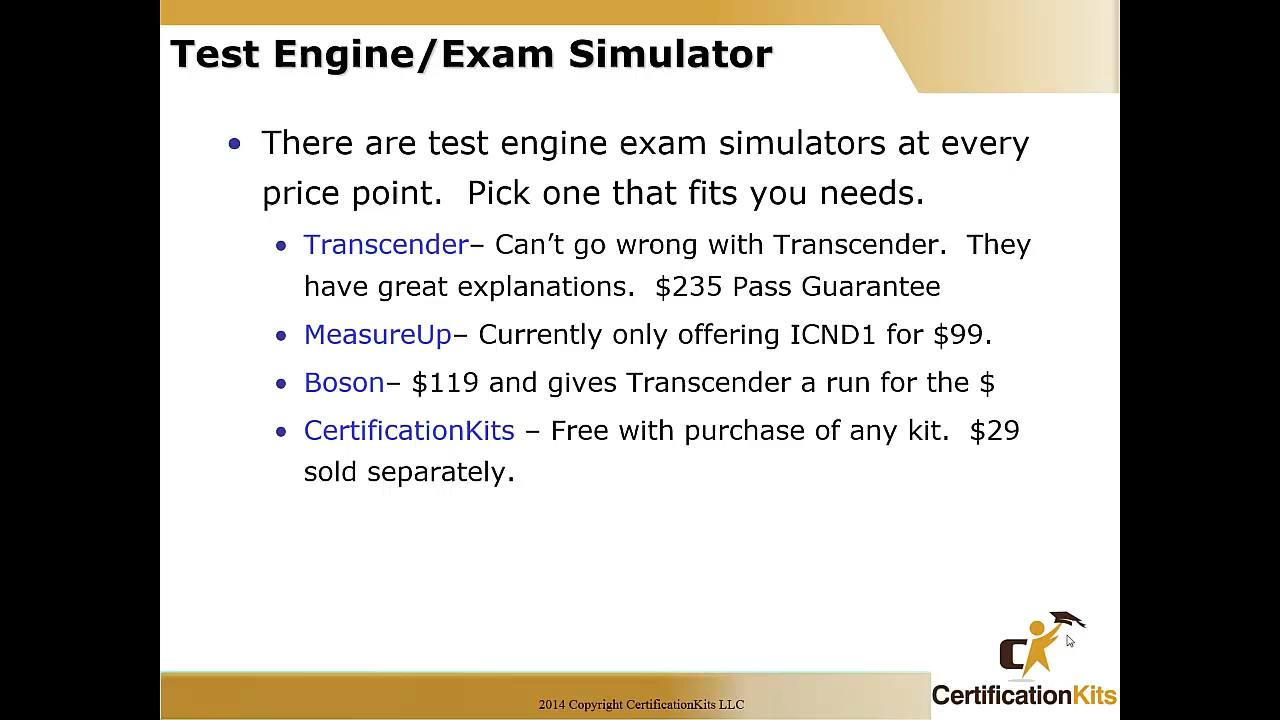 Test Engine/Exam Simulator
• There are test engine exam simulators at every
price point.  Pick one that fits you needs.
• Transcender– Can’t go wrong with Transcender.  They
have great explanations.  $235 Pass Guarantee
• MeasureUp– Currently only offering ICND1 for $99.
• Boson– $119 and gives Transcender a run for the $
• CertificationKits – Free with purchase of any kit.  $29
sold separately.
C
CertificationKits
2014 Copyright CertificationKits LLC